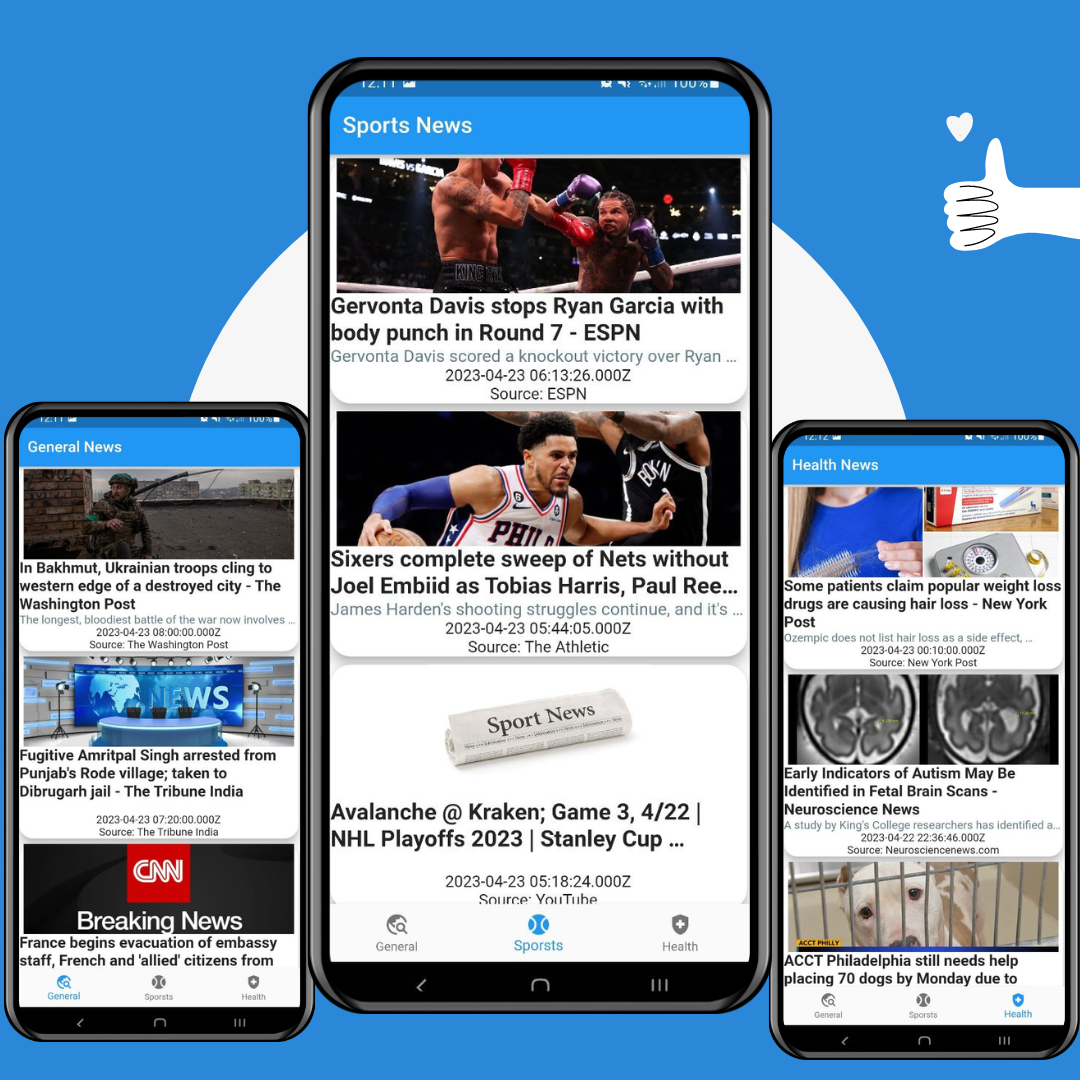 12:11
100%
Sports News
KING RY
Gervonta Davis stops Ryan Garcia with
body punch in Round 7 - ESPN
Gervonta Davis scored a knockout victory over Ryan ...
2023-04-23 06:13:26.000Z
Source: ESPN
PHIL
BOKN
Sixers complete sweep of Nets without
Joel Embiid as Tobias Harris, Paul Ree...
James Harden's shooting struggles continue, and it's ...
2023-04-23 05:44:05.000Z
Source: The Athletic
Sport News
Avalanche @ Kraken; Game 3, 4/22 |
NHL Playoffs 2023 | Stanley Cup ...
2023-04-23 05:18:24.000Z
Source: YouTube
General
Sporsts
Health
12:11
100%
General News
In Bakhmut, Ukrainian troops cling to
western edge of a destroyed city - The
Washington Post
The longest, bloodiest battle of the war now involves ...
2023-04-23 08:00:00.000Z
Source: The Washington Post
NEWS
Fugitive Amritpal Singh arrested from
Punjab's Rode village; taken to
Dibrugarh jail - The Tribune India
2023-04-23 07:20:00.000Z
Source: The Tribune India
CNN
Breaking News
France begins evacuation of embassy
staff, French and 'allied' citizens from
General
Sporsts
Health
12:12
100%
Health News
Some patients claim popular weight loss
drugs are causing hair loss - New York
Post
Ozempic does not list hair loss as a side effect, ...
2023-04-23 00:10:00.000Z
Source: New York Post
Early Indicators of Autism May Be
Identified in Fetal Brain Scans -
Neuroscience News
A study by King's College researchers has identified a...
2023-04-22 22:36:46.000Z
Source: Neurosciencenews.com
ACCT PHILLY
ACCT Philadelphia still needs help
placing 70 dogs by Monday due to
General
Sporsts
Health